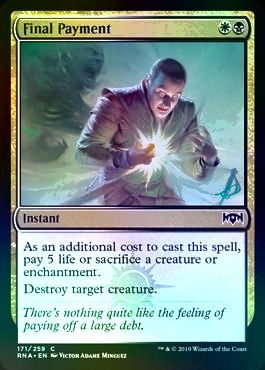 Final Payment
Instant
As an additional cost to cast this spell,
pay 5 life or sacrifice a creature or
enchantment.
Destroy target creature.
There's nothing quite like the feeling of
paying off a large debt.
171/259 C
RNA • EN Victor Adame Minguez
™ & © 2019 Wizards of the Coast